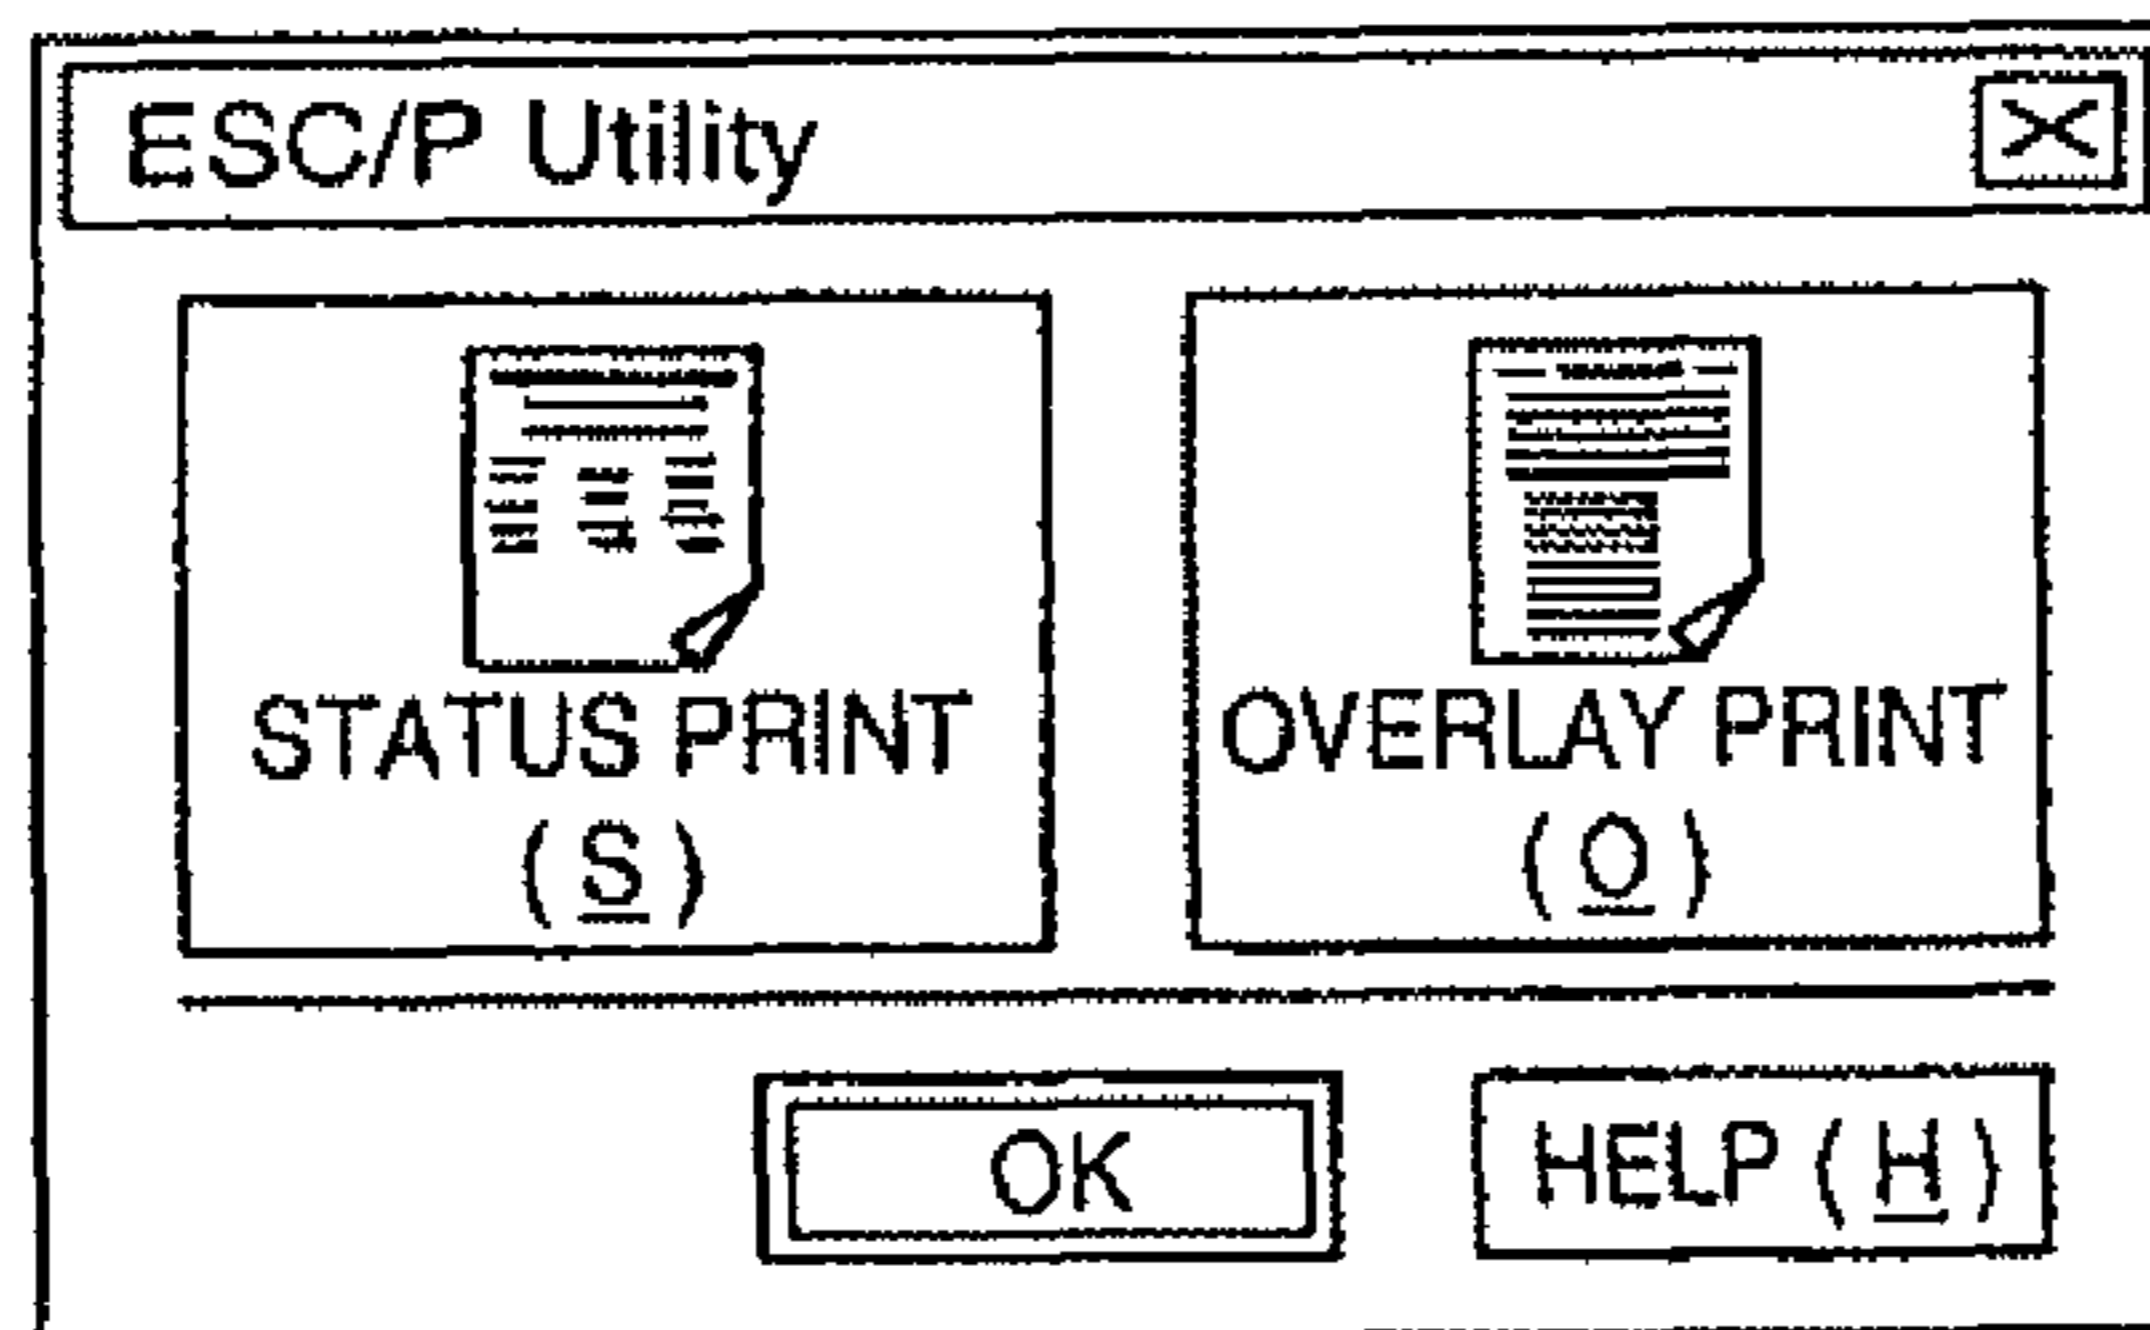 ESC/P Utility
STATUS PRINT
(S)
OVERLAY PRINT
(O)
OK
HELP (H)